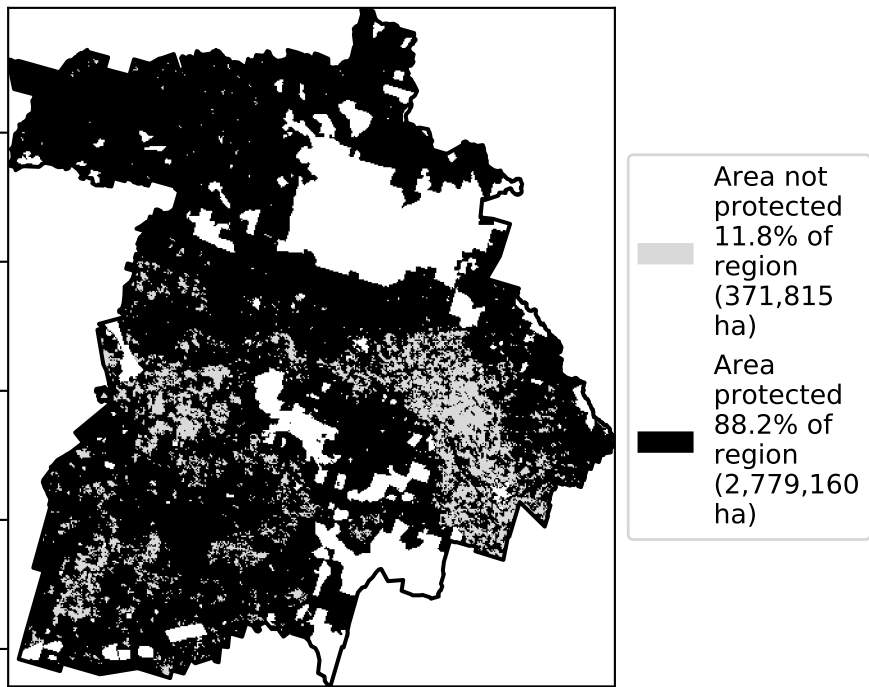 Area not
protected
11.8% of
region
(371,815
ha)
Area
protected
88.2% of
region
(2,779,160
ha)